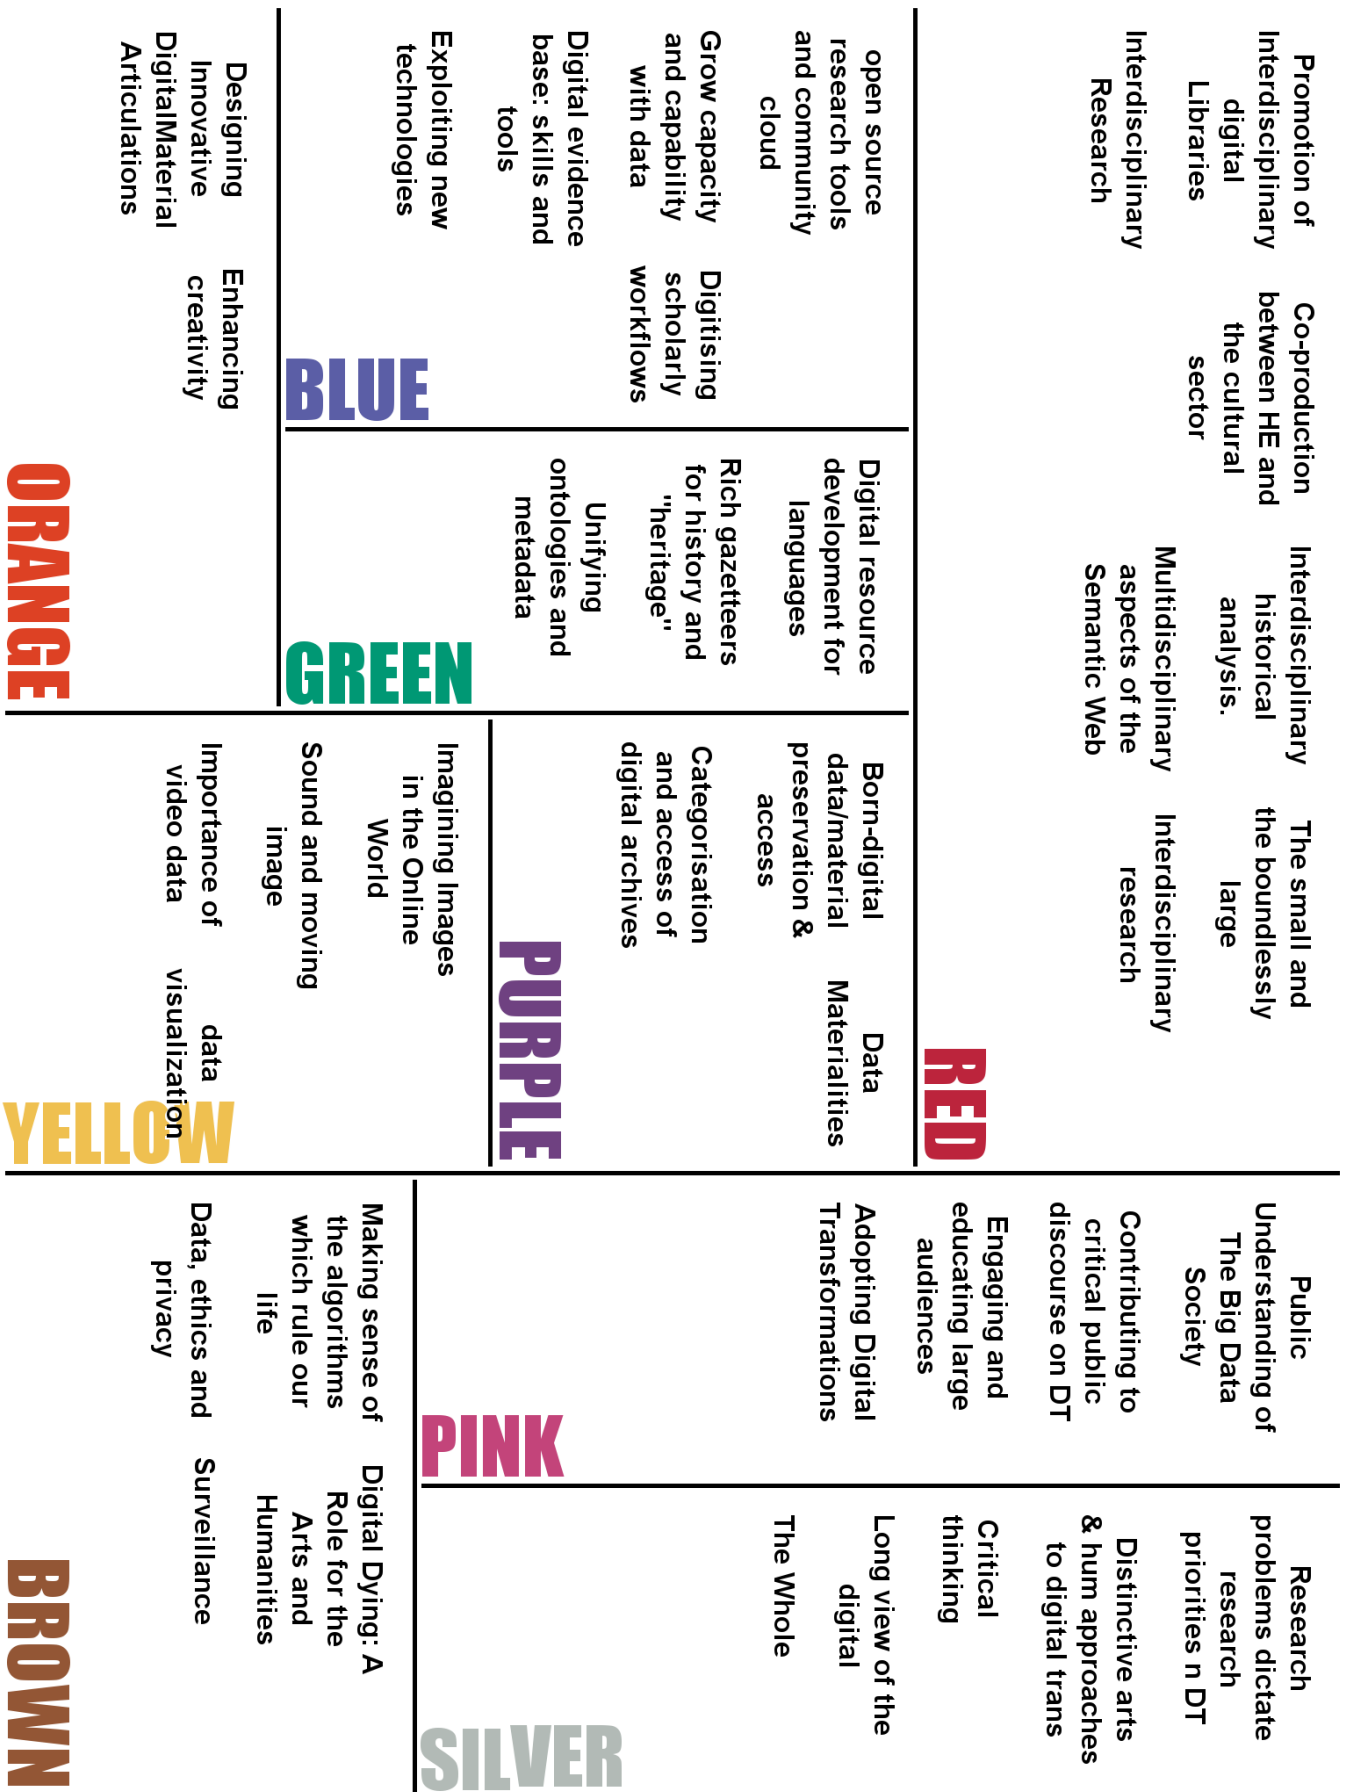 Promotion of
Interdisciplinary
digital
Libraries
Co-production
between HE and
the cultural
sector
Interdisciplinary
historical
analysis.
The small and
the boundlessly
large
Interdisciplinary
Research
Multidisciplinary
aspects of the
Semantic Web
Interdisciplinary
research
RED
Public
Understanding of
The Big Data
Society
Contributing to
critical public
discourse on DT
Engaging and
educating large
audiences
Adopting Digital
Transformations
PINK
Research
problems dictate
research
priorities n DT
Distinctive arts
& hum approaches
to digital trans
Critical
thinking
Long view of the
digital
The Whole
SILVER
open source
research tools
and community
cloud
Grow capacity
and capability
with data
Digitising
scholarly
workflows
Digital evidence
base: skills and
tools
Exploiting new
technologies
BLUE
Digital resource
development for
languages
Rich gazetteers
for history and
"heritage"
Unifying
ontologies and
metadata
GREEN
Born-digital
data/material
preservation &
access
Data
Materialities
Categorisation
and access of
digital archives
PURPLE
Imagining Images
in the Online
World
Sound and moving
image
Importance of
video data
data
visualization
YELLOW
Making sense of
the algorithms
which rule our
life
Digital Dying: A
Role for the
Arts and
Humanities
Data, ethics and
privacy
Surveillance
BROWN
Designing
Innovative
DigitalMaterial
Articulations
Enhancing
creativity
ORANGE